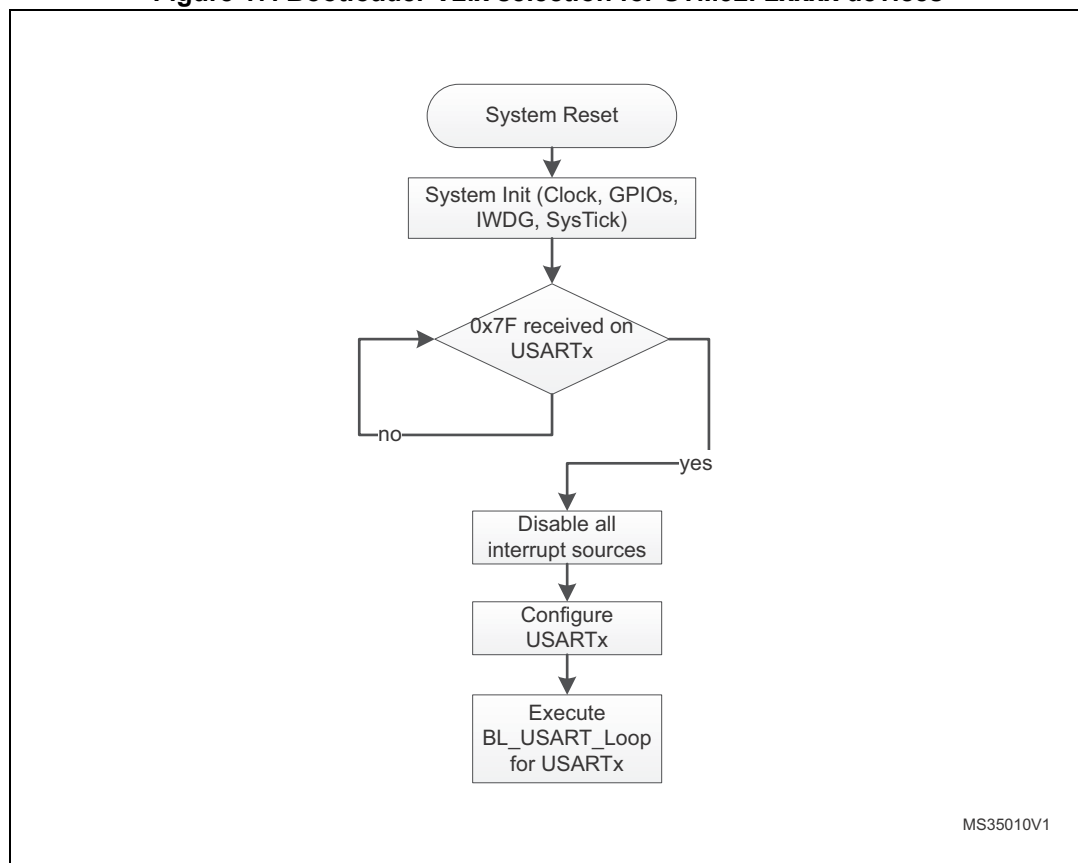 System Reset
System Init (Clock, GPIOs,
IWDG, SysTick)
0x7F received on
USARTx
no
yes
Disable all
interrupt sources
Configure
USARTx
Execute
BL_USART_Loop
for USARTx
MS35010V1